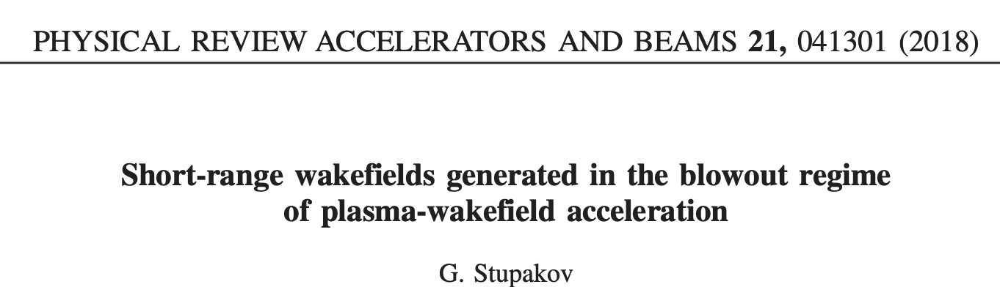 PHYSICAL REVIEW ACCELERATORS AND BEAMS 21, 041301 (2018)
Short-range wakefields generated in the blowout regime
of plasma-wakefield acceleration
G. Stupakov